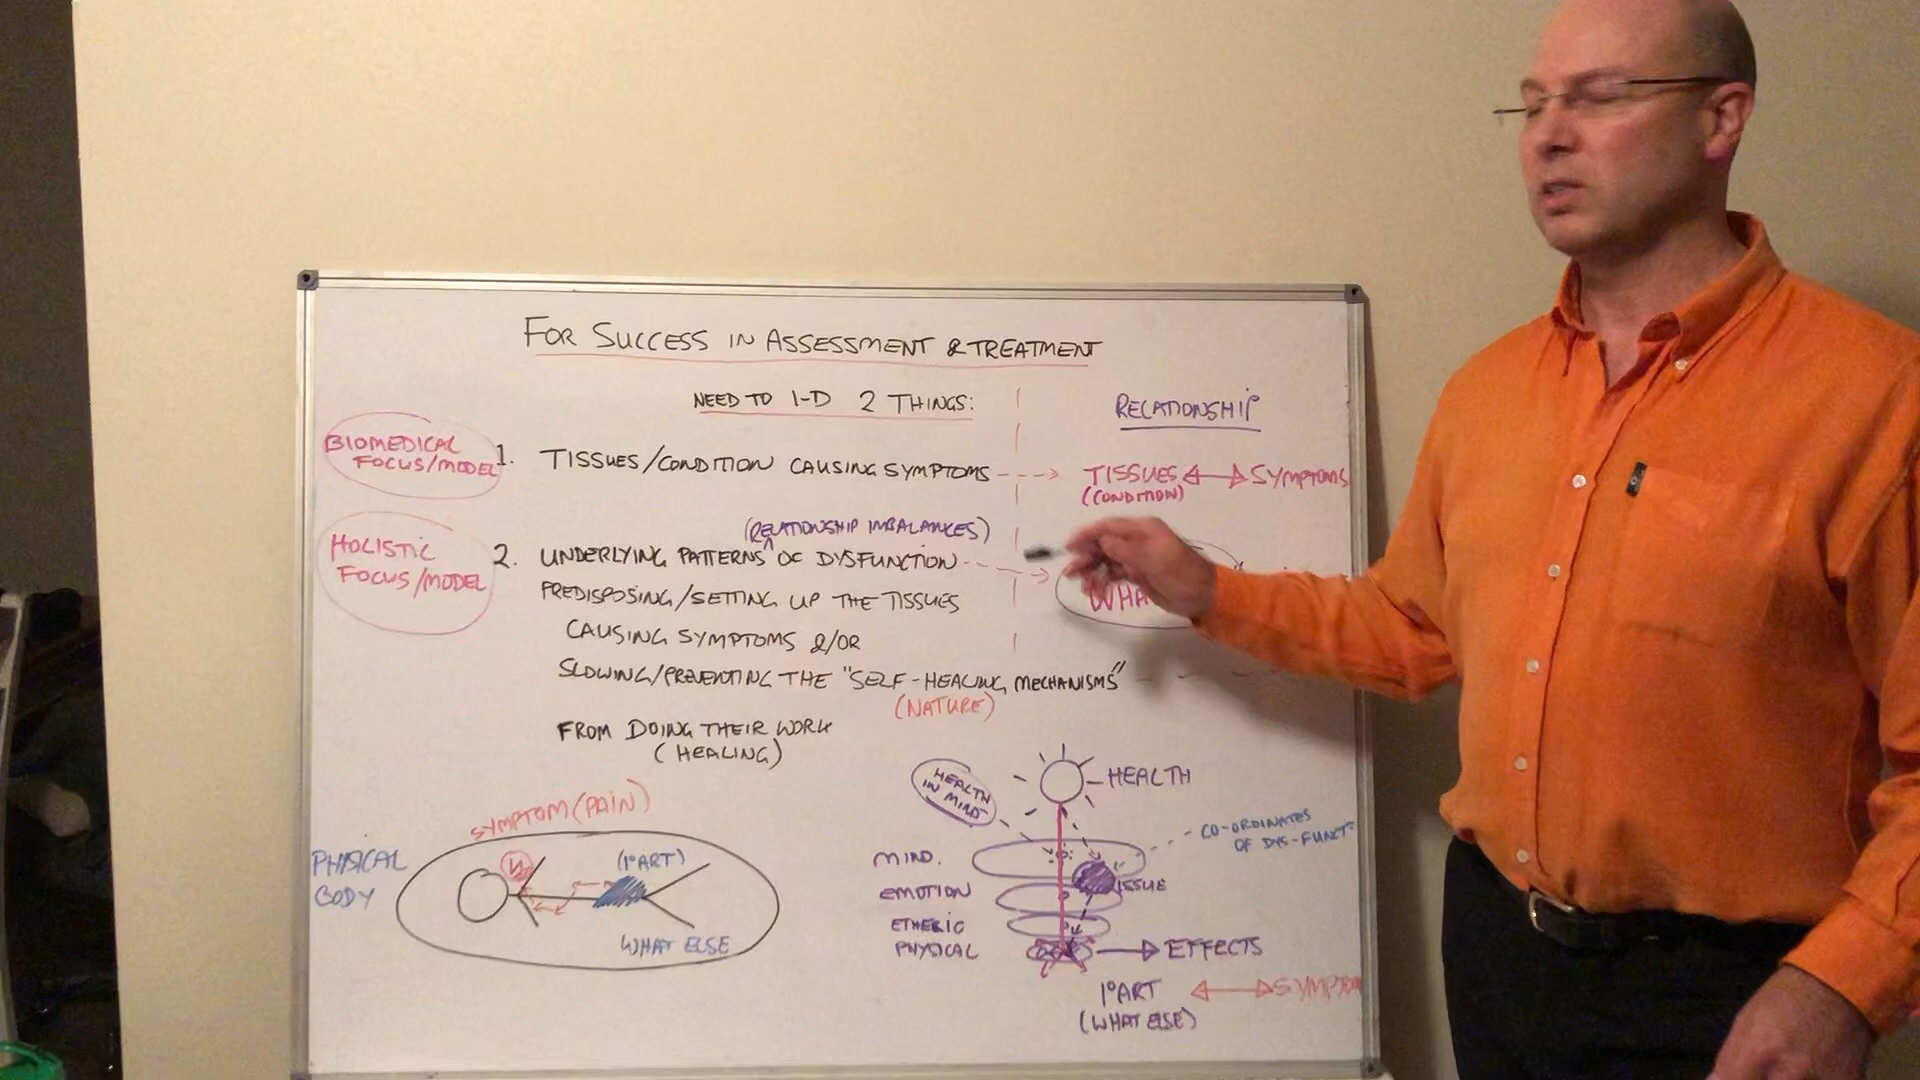 FOR SUCCESS IN ASSESSMENT & TREATMENT
NEED TO I-D 2 THINGS:
RELATIONSHIP
BIOMEDICAL
FOCUS/MODEL
1. TISSUES/CONDITION CAUSING SYMPTOMS
TISSUES SYMPTOMS
(CONDITION)
(RELATIONSHIP IMBALANCES)
HOLISTIC
FOCUS/MODEL
2. UNDERLYING PATTERNS OF DYSFUNCTION
PREDISPOSING/SETTING UP THE TISSUES
CAUSING SYMPTOMS &/OR
SLOWING/PREVENTING THE "SELF-HEALING MECHANISMS"
(NATURE)
FROM DOING THEIR WORK
(HEALING)
SYMPTOM (PAIN)
PHYSICAL
BODY
(1° ART)
WHAT ELSE
HEALTH
IN MIND
HEALTH
CO-ORDINATES
OF DYS-FUNCT
MIND.
EMOTION
ISSUE
ETHERIC
PHYSICAL
EFFECTS
1° ART
(WHAT ELSE)